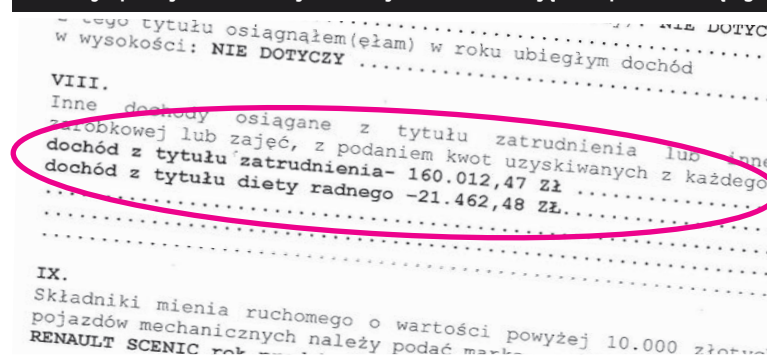 z tego tytułu osiągnąłem(ęłam) w roku ubiegłym dochód
w wysokości: NIE DOTYCZY ..................
VIII.
Inne dochody osiągane z tytułu zatrudnienia lub inne
zarobkowej lub zajęć, z podaniem kwot uzyskiwanych z każdego
dochód z tytułu zatrudnienia- 160.012,47 Zł ..................
dochód z tytułu diety radnego -21.462,48 ZŁ..................
IX.
Składniki mienia ruchomego o wartości powyżej 10.000 złotych
pojazdów mechanicznych należy podać
RENAULT SCENIC rok